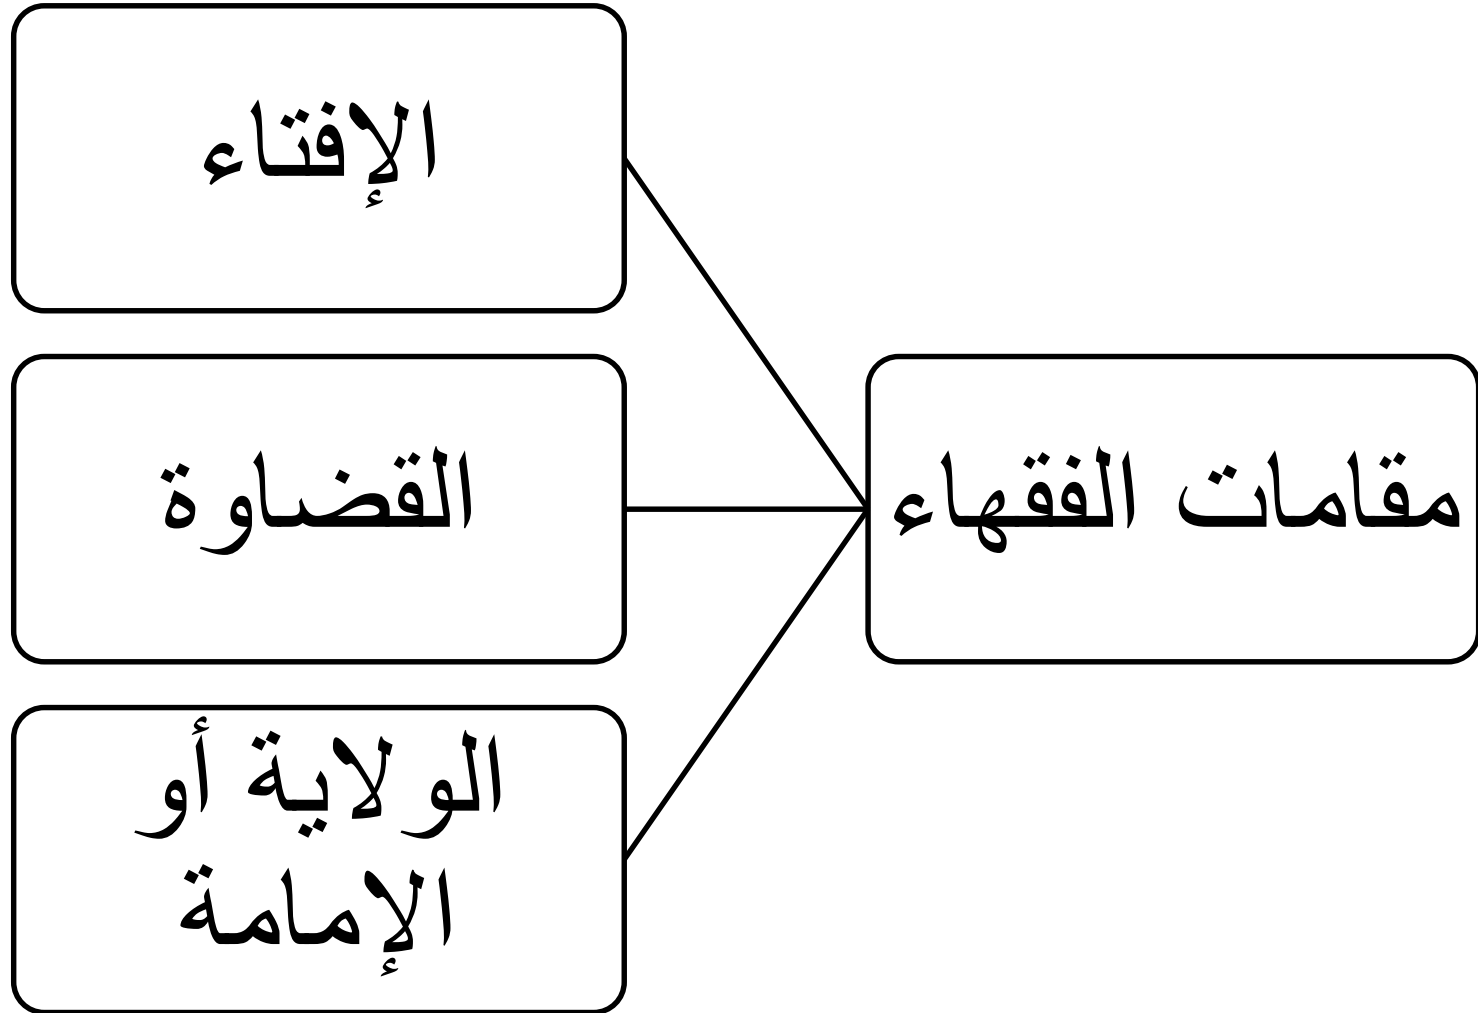 مقامات الفقهاء
الإفتاء
القضاوة
الولاية أو
الإمامة